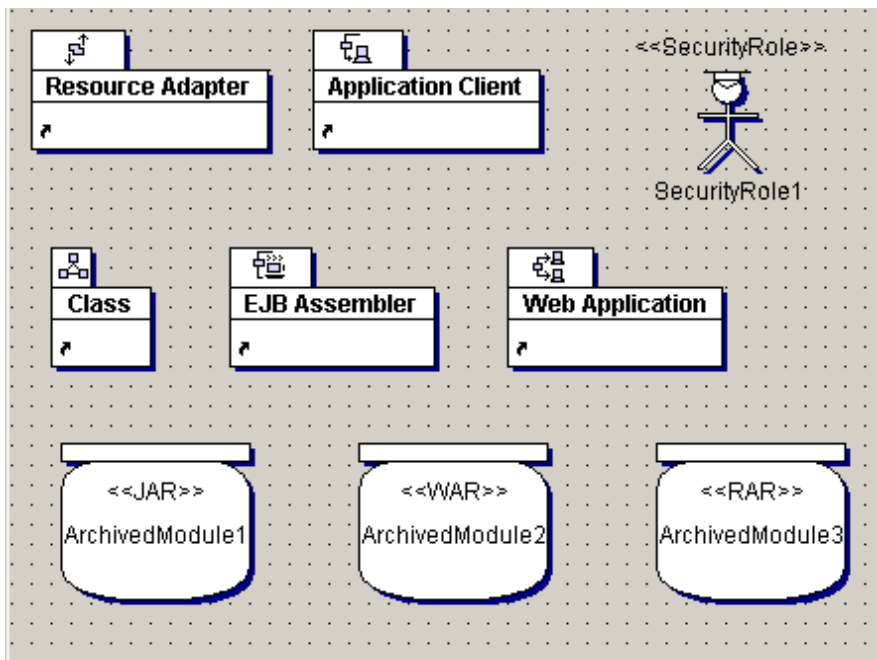 <<SecurityRole>>
Resource Adapter
Application Client
SecurityRole1
Class
EJB Assembler
Web Application
<<JAR>>
<<WAR>>
<<RAR>>
ArchivedModule1
ArchivedModule2
ArchivedModule3